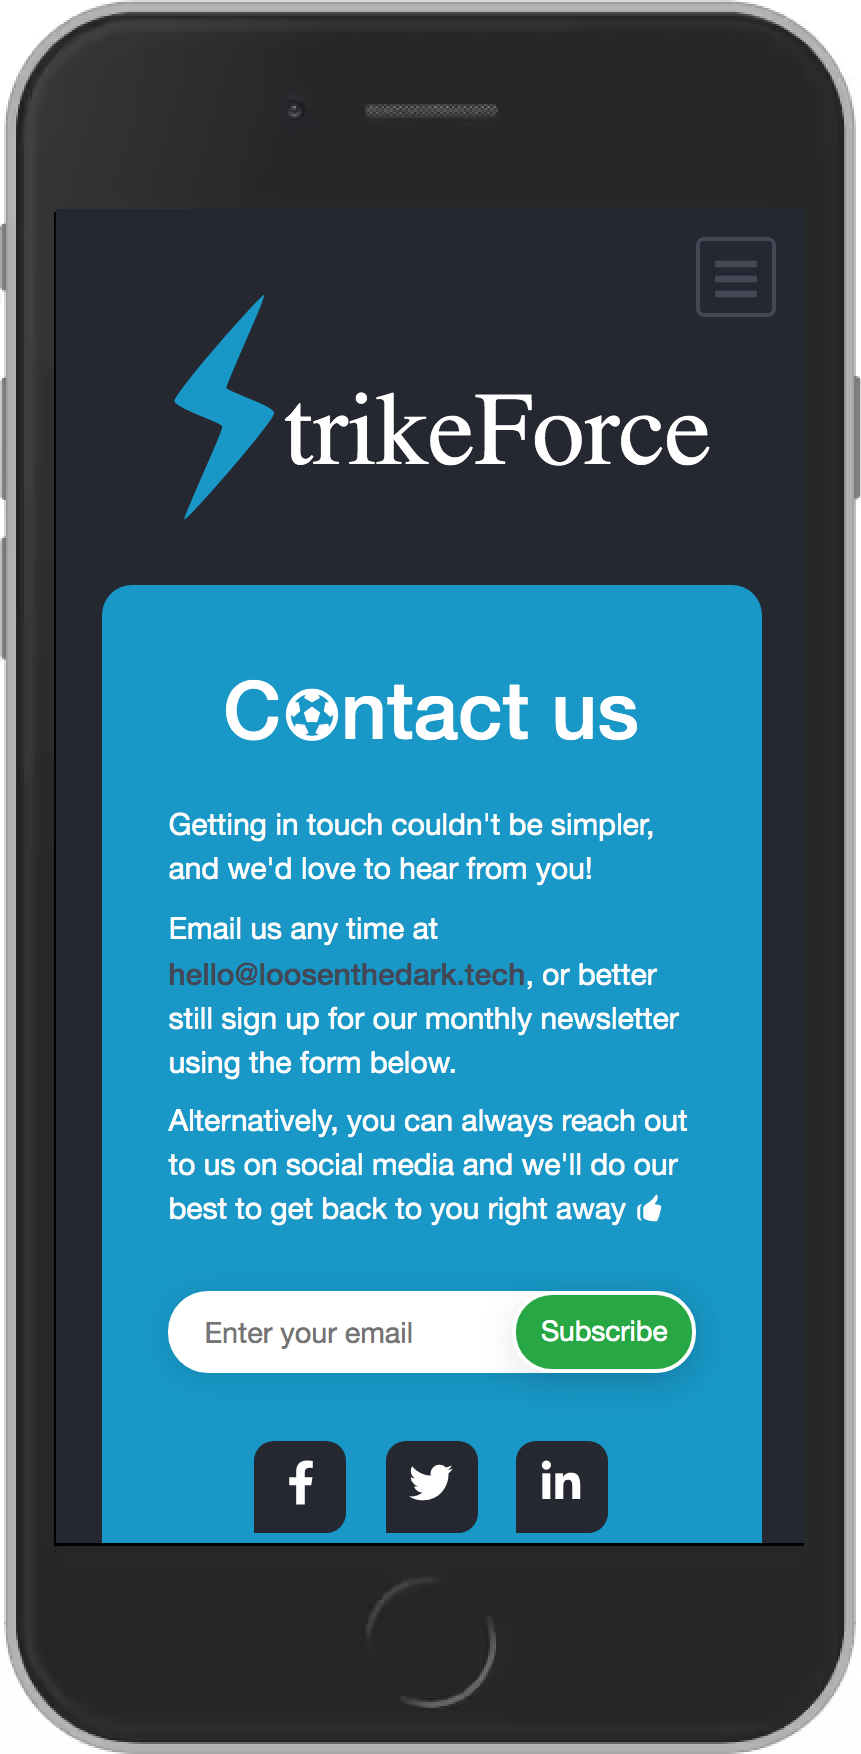 trikeForce
Contact us
Getting in touch couldn't be simpler,
and we'd love to hear from you!
Email us any time at
hello@loosenthedark.tech, or better
still sign up for our monthly newsletter
using the form below.
Alternatively, you can always reach out
to us on social media and we'll do our
best to get back to you right away
Enter your email
Subscribe
f
in